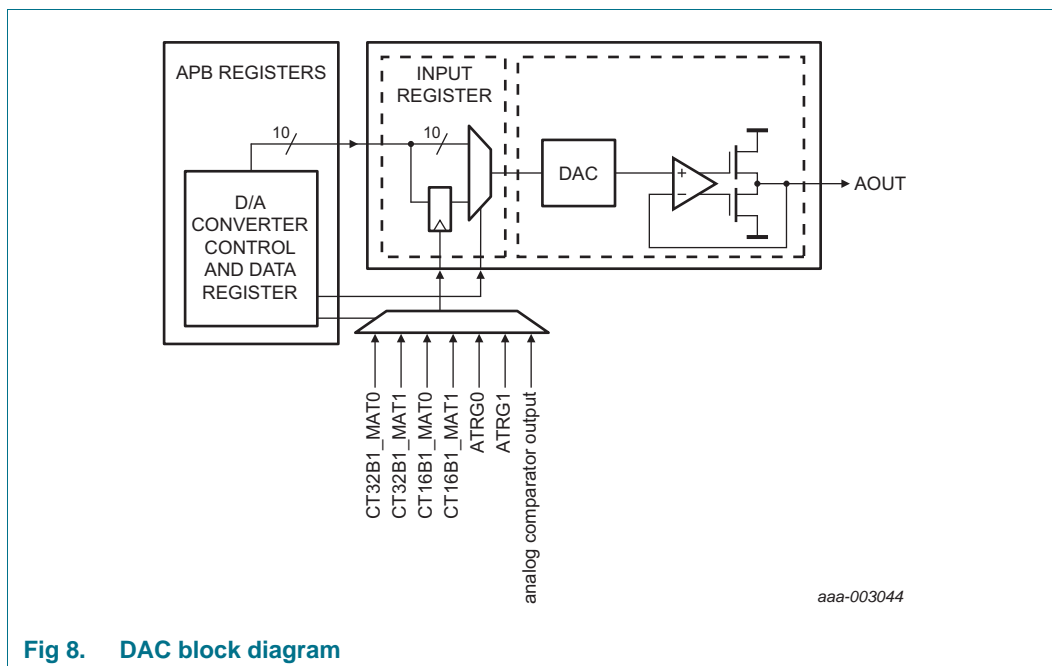 APB REGISTERS
INPUT
REGISTER
10
10
D/A
CONVERTER
CONTROL
AND DATA
REGISTER
DAC
+
−
AOUT
CT32B1_MAT0
CT32B1_MAT1
CT16B1_MAT0
CT16B1_MAT1
ATRG0
ATRG1
analog comparator output
aaa-003044
Fig 8. DAC block diagram